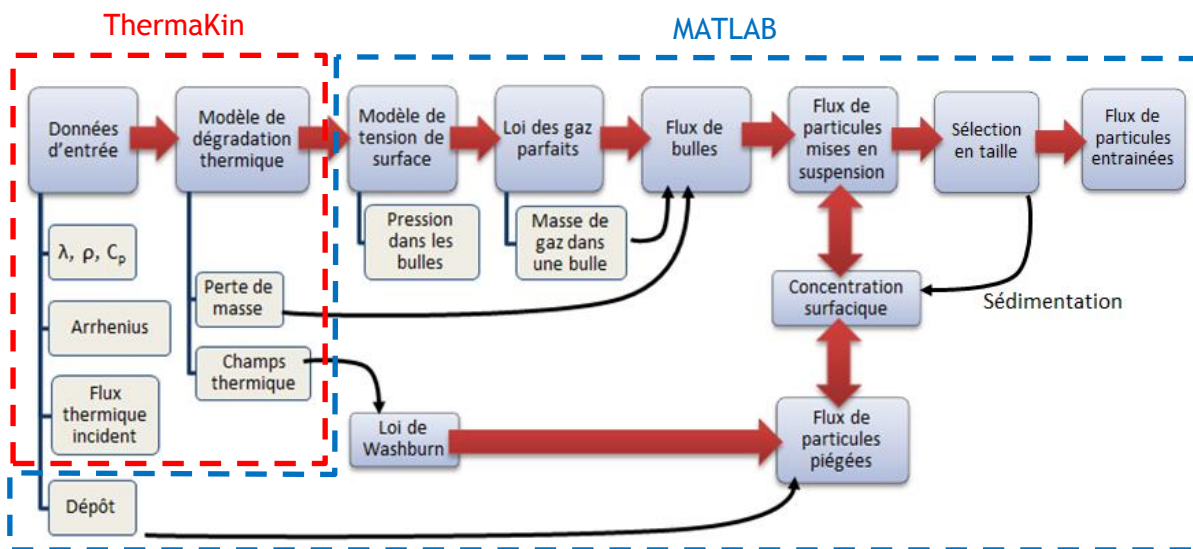 ThermaKin
MATLAB
Données
d'entrée
Modèle de
dégradation
thermique
Modèle de
tension de
surface
Loi des gaz
parfaits
Flux de
bulles
Flux de
particules
mises en
suspension
Sélection
en taille
Flux de
particules
entrainées
λ, ρ, Cp
Arrhenius
Flux
thermique
incident
Dépôt
Perte de
masse
Champs
thermique
Pression
dans les
bulles
Masse de
gaz dans
une bulle
Loi de
Washburn
Concentration
surfacique
Sédimentation
Flux de
particules
piégées